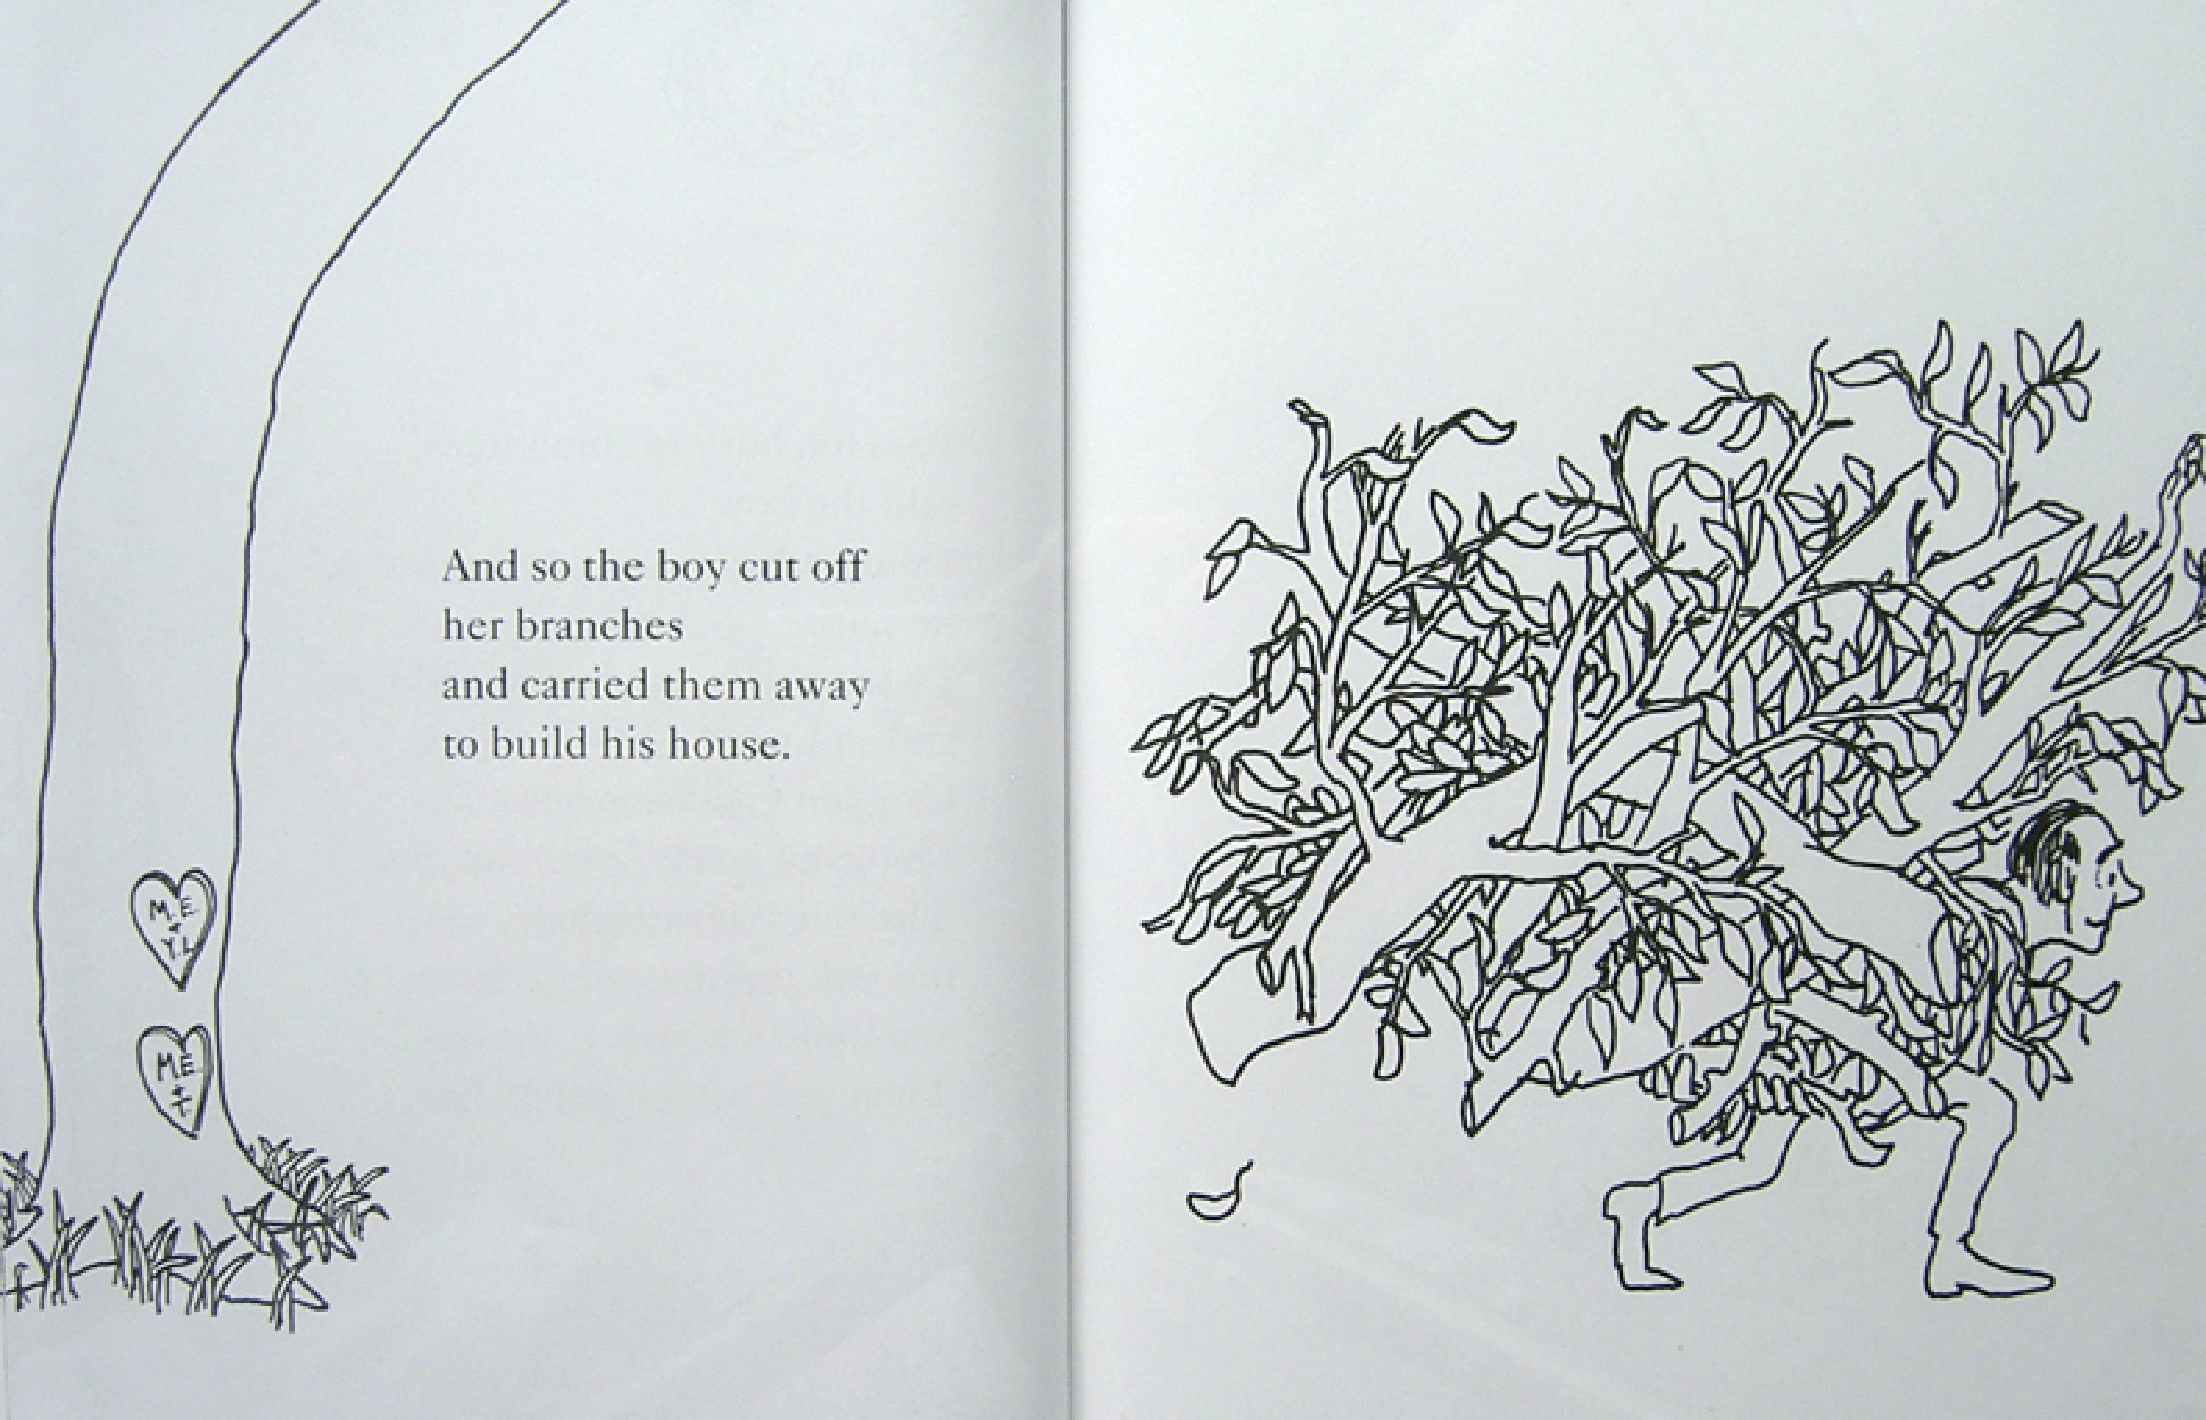 And so the boy cut off
her branches
and carried them away
to build his house.
M.E.
+
Y.L.
M.E.
+
T